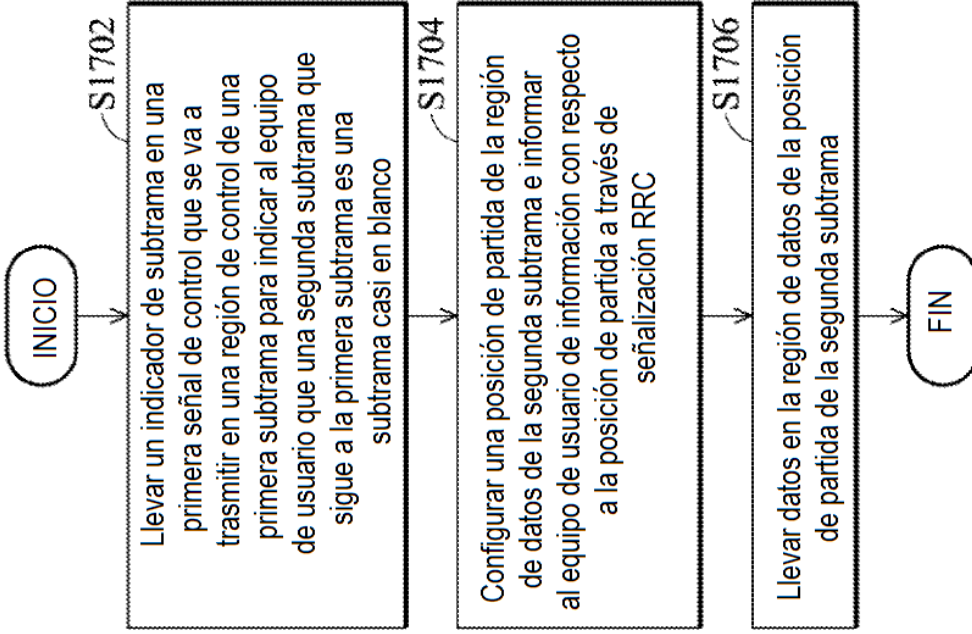 INICIO
S1702
Llevar un indicador de subtrama en una
primera señal de control que se va a
trasmitir en una región de control de una
primera subtrama para indicar al equipo
de usuario que una segunda subtrama que
sigue a la primera subtrama es una
subtrama casi en blanco
S1704
Configurar una posición de partida de la región
de datos de la segunda subtrama e informar
al equipo de usuario de información con respecto
a la posición de partida a través de
señalización RRC
S1706
Llevar datos en la región de datos de la posición
de partida de la segunda subtrama
FIN